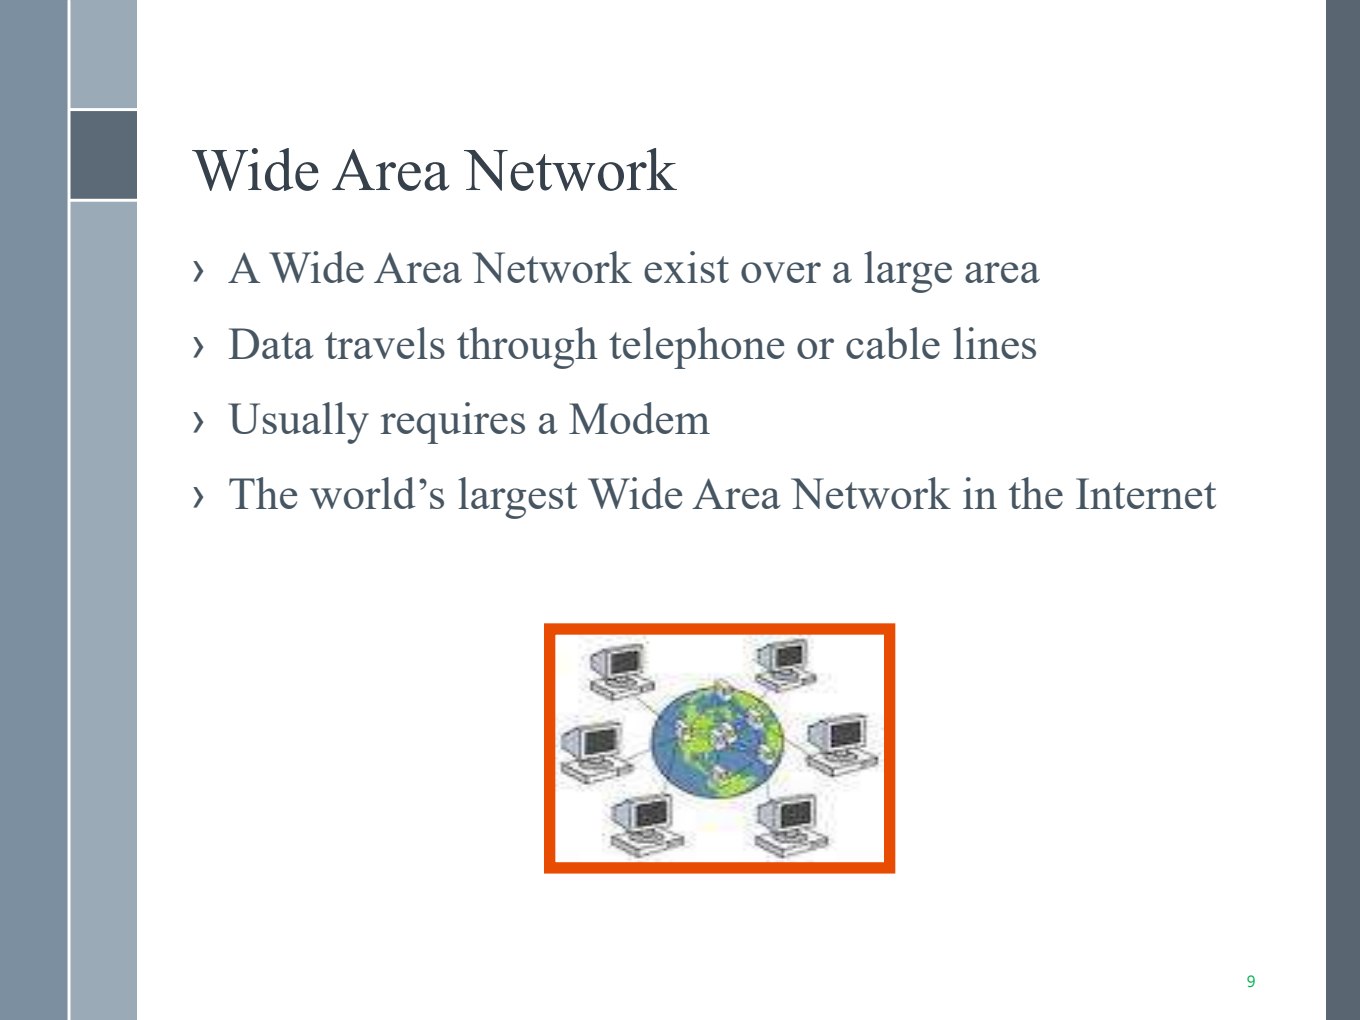 Wide Area Network
› A Wide Area Network exist over a large area
› Data travels through telephone or cable lines
› Usually requires a Modem
› The world’s largest Wide Area Network in the Internet
9